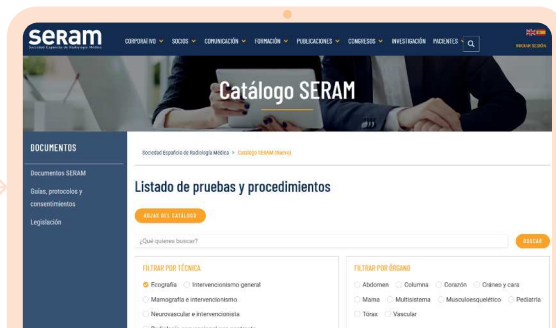 seram
Sociedad Española de Radiología Médica
CORPORATIVO SOCIOS COMUNICACIÓN FORMACIÓN PUBLICACIONES CONGRESOS INVESTIGACIÓN PACIENTES
INICIAR SESIÓN
Catálogo SERAM
DOCUMENTOS
Documentos SERAM
Guías, protocolos y
consentimientos
Legislación
Sociedad Española de Radiología Médica > Catálogo SERAM (Nuevo)
Listado de pruebas y procedimientos
HOJAS DEL CATÁLOGO
¿Qué quieres buscar?
BUSCAR
FILTRAR POR TÉCNICA
Ecografía Intervencionismo general
Mamografía e intervencionismo
Neurovascular e intervencionista
FILTRAR POR ÓRGANO
Abdomen Columna Corazón Cráneo y cara
Mama Multisistema Musculoesquelético Pediatría
Tórax Vascular